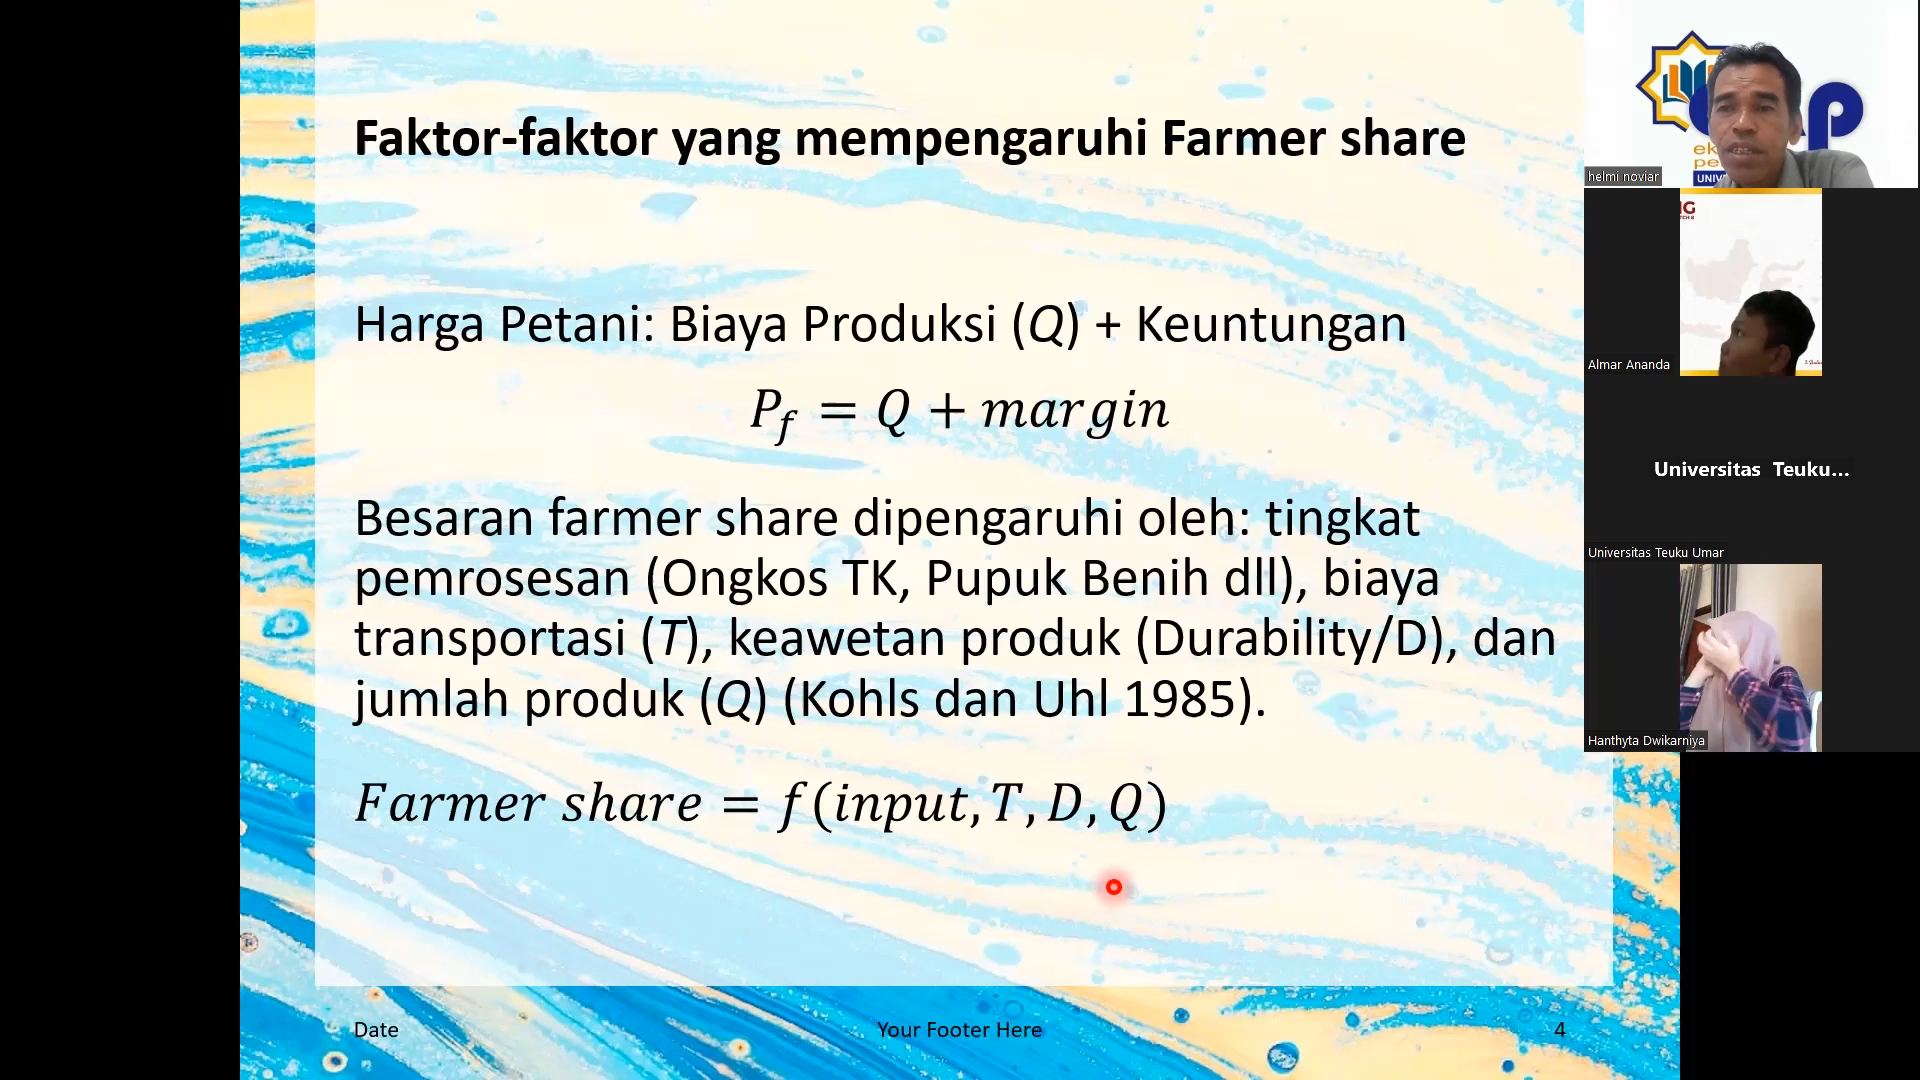 Faktor-faktor yang mempengaruhi Farmer share
Harga Petani: Biaya Produksi (Q) + Keuntungan
P_f = Q + margin
Besaran farmer share dipengaruhi oleh: tingkat
pemrosesan (Ongkos TK, Pupuk Benih dll), biaya
transportasi (T), keawetan produk (Durability/D), dan
jumlah produk (Q) (Kohls dan Uhl 1985).
Farmer share = f(input, T, D, Q)
Date
Your Footer Here
4
helmi noviar
Almar Ananda
Universitas Teuku...
Universitas Teuku Umar
Hanthyta Dwikarniya